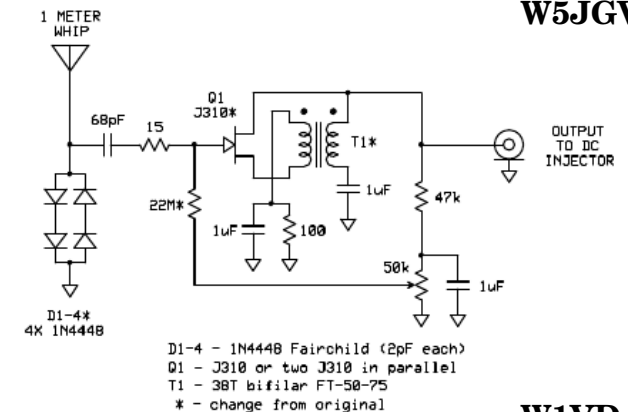 W5JGV
1 METER
WHIP
68pF
15
Q1
J310*
T1*
1uF
22M*
1uF
100
47k
50k
1uF
OUTPUT
TO DC
INJECTOR
D1-4*
4X 1N4448
D1-4 - 1N4448 Fairchild (2pF each)
Q1 - J310 or two J310 in parallel
T1 - 38T bifilar FT-50-75
* - change from original